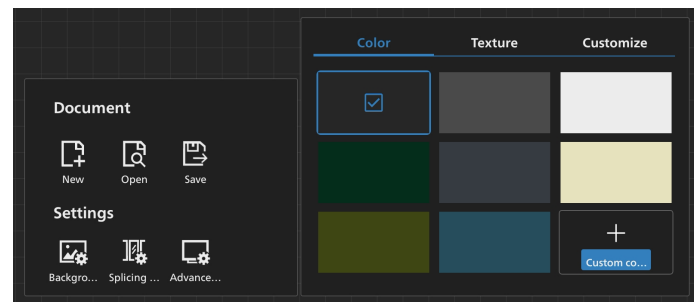 Color Texture Customize
Document
New Open Save
Settings
Backgro... Splicing ... Advance...
Custom co...